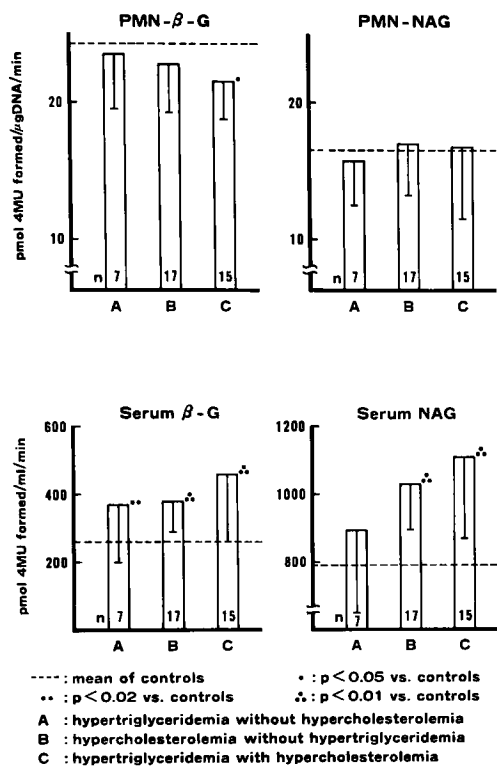 PMN-β-G
PMN-NAG
pmol 4MU formed/μgDNA/min
20
10
n 7 17 15
A B C
20
10
7 17 15
A B C
Serum β-G
Serum NAG
pmol 4MU formed/ml/min
600
400
200
n 7 17 15
A B C
1200
1000
800
n 7 17 15
A B C
----: mean of controls
•: p<0.05 vs. controls
••: p<0.02 vs. controls
∴: p<0.01 vs. controls
A : hypertriglyceridemia without hypercholesterolemia
B : hypercholesterolemia without hypertriglyceridemia
C : hypertriglyceridemia with hypercholesterolemia